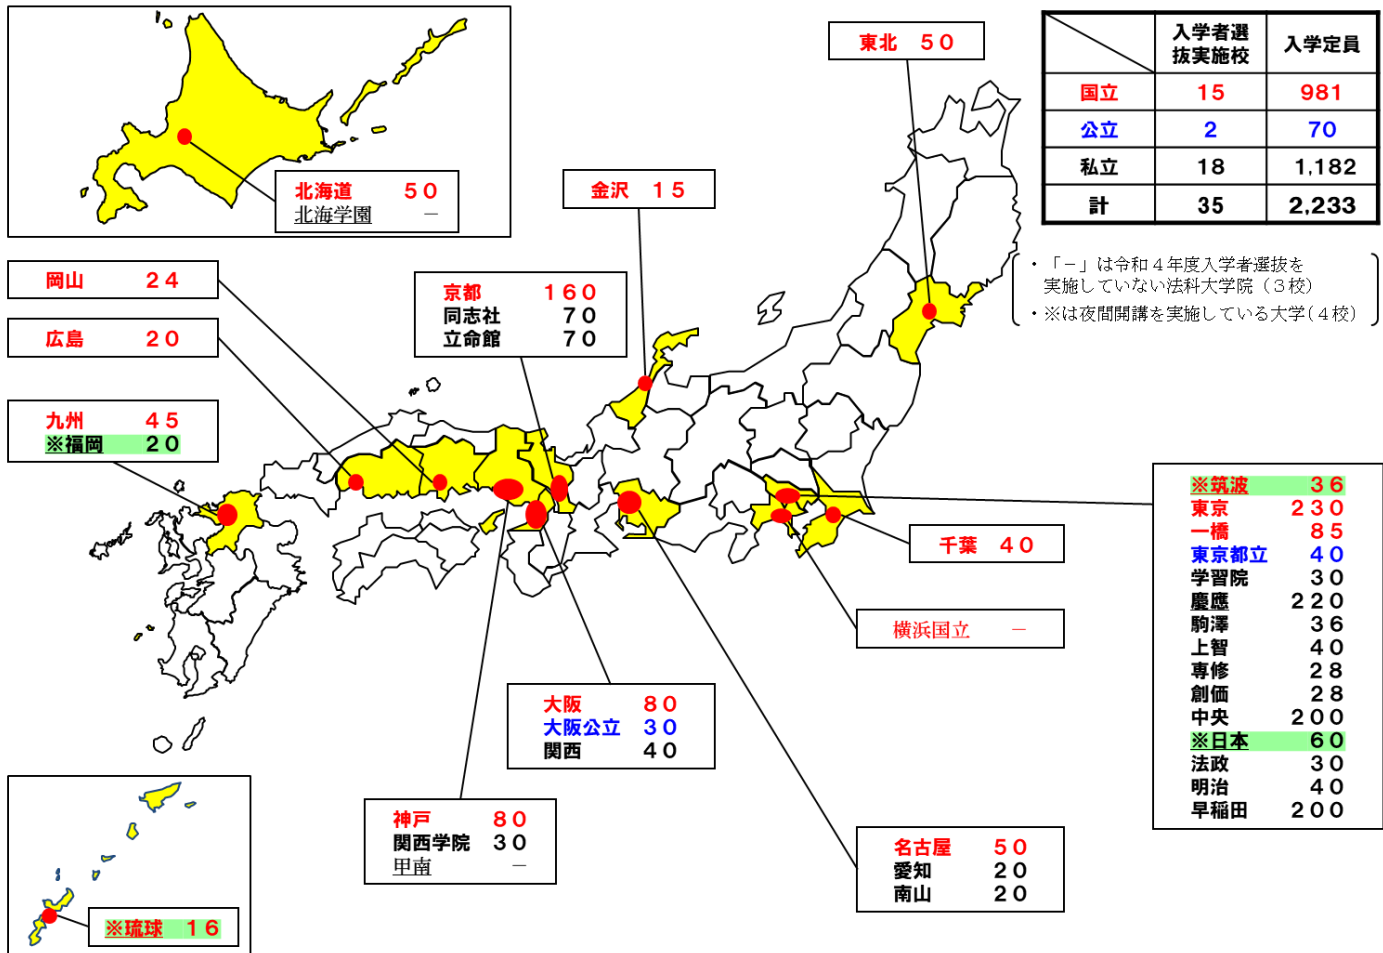 東北 50
入学者選
抜実施校 入学定員
国立 15 981
公立 2 70
私立 18 1,182
計 35 2,233
・「－」は令和４年度入学者選抜を
実施していない法科大学院（３校）
・※は夜間開講を実施している大学（４校）
北海道 ５０
北海学園 －
金沢 １５
岡山 ２４
広島 ２０
九州 ４５
※福岡 ２０
京都 １６０
同志社 ７０
立命館 ７０
※筑波 ３６
東京 ２３０
一橋 ８５
東京都立 ４０
学習院 ３０
慶應 ２２０
駒澤 ３６
上智 ４０
専修 ２８
創価 ２８
中央 ２００
※日本 ６０
法政 ３０
明治 ４０
早稲田 ２００
千葉 ４０
横浜国立 －
大阪 ８０
大阪公立 ３０
関西 ４０
神戸 ８０
関西学院 ３０
甲南 －
名古屋 ５０
愛知 ２０
南山 ２０
※琉球 １６